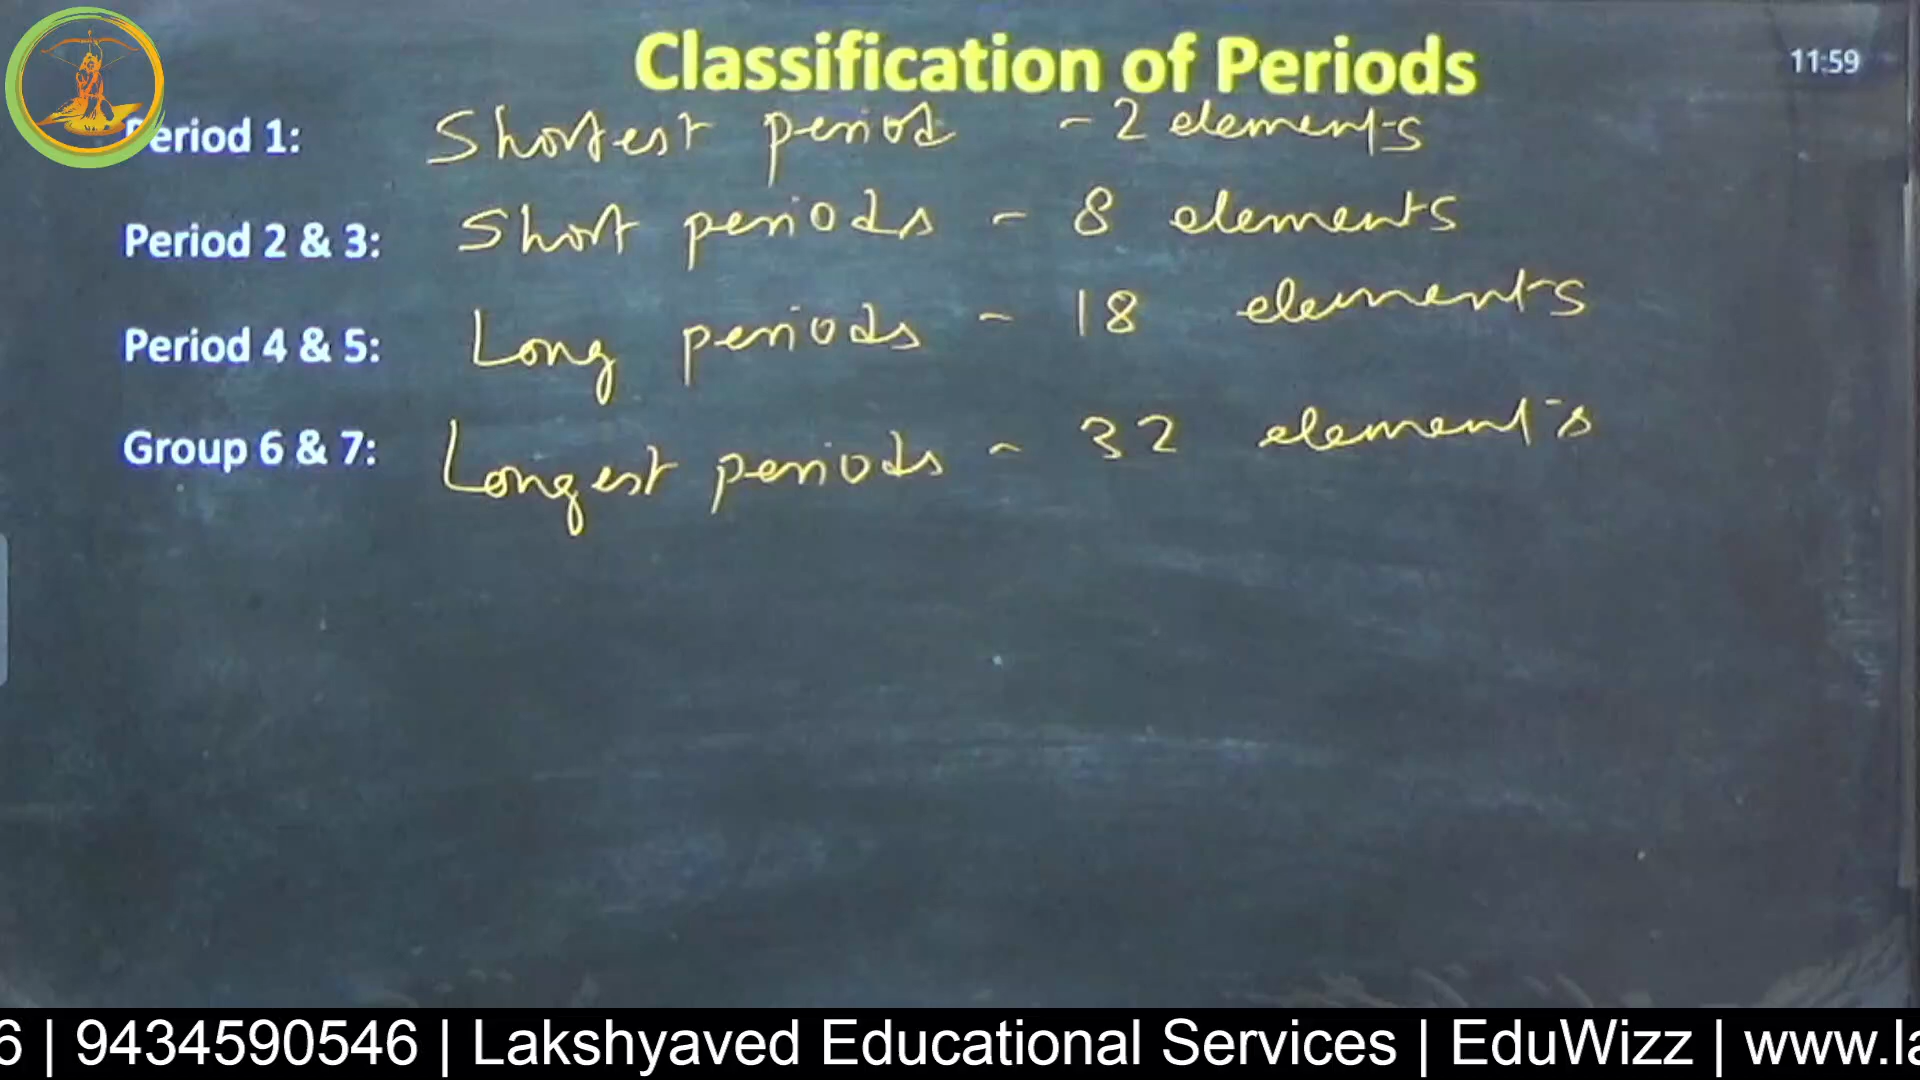 Classification of Periods
11:59
Period 1: Shortest period - 2 elements
Period 2 & 3: Short periods - 8 elements
Period 4 & 5: Long periods - 18 elements
Group 6 & 7: Longest periods - 32 elements
6 | 9434590546 | Lakshyaved Educational Services | EduWizz | www.la